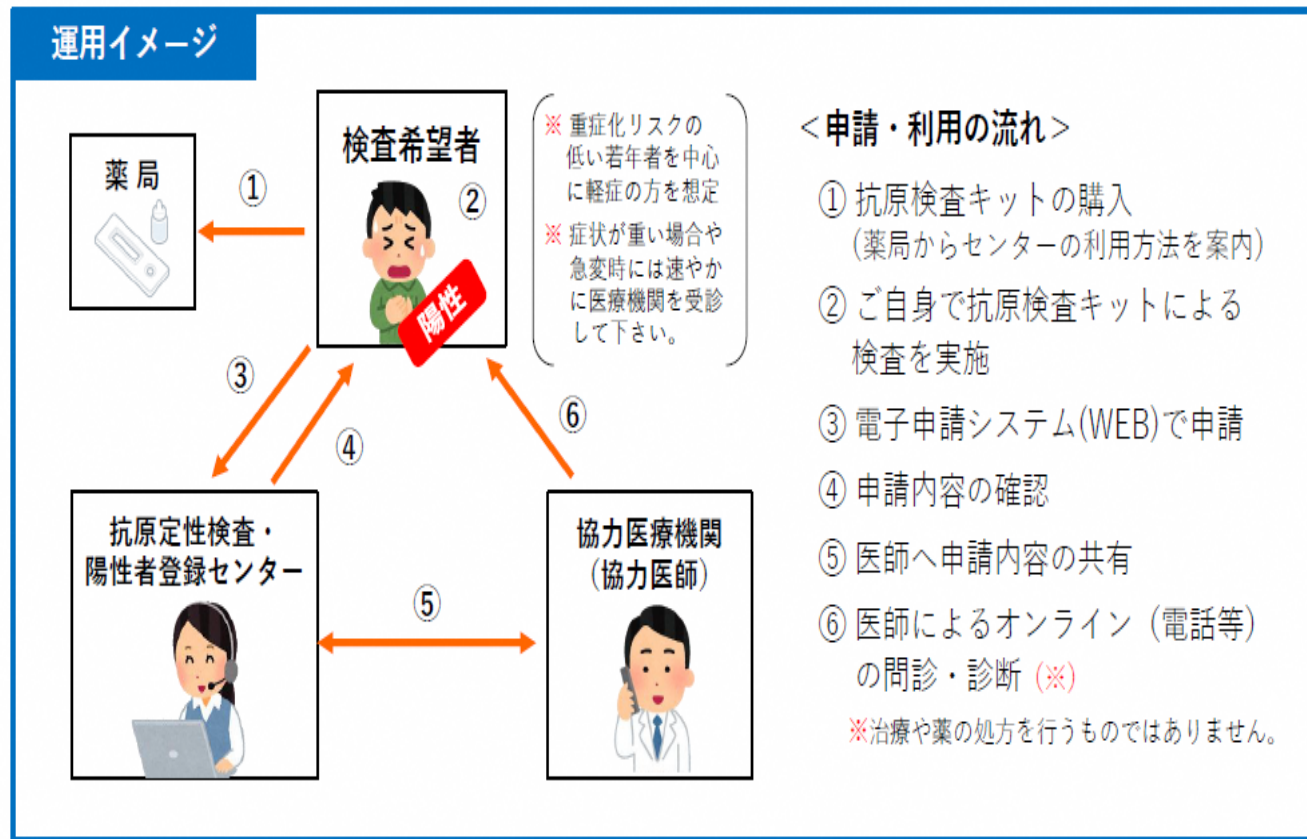 運用イメージ
薬局
①
検査希望者
②
陽性
※ 重症化リスクの
低い若年者を中心
に軽症の方を想定
※ 症状が重い場合や
急変時には速やか
に医療機関を受診
して下さい。
③
④
⑥
抗原定性検査・
陽性者登録センター
⑤
協力医療機関
（協力医師）
＜申請・利用の流れ＞
① 抗原検査キットの購入
(薬局からセンターの利用方法を案内)
② ご自身で抗原検査キットによる
検査を実施
③ 電子申請システム(WEB)で申請
④ 申請内容の確認
⑤ 医師へ申請内容の共有
⑥ 医師によるオンライン（電話等）
の問診・診断 (※)
※治療や薬の処方を行うものではありません。